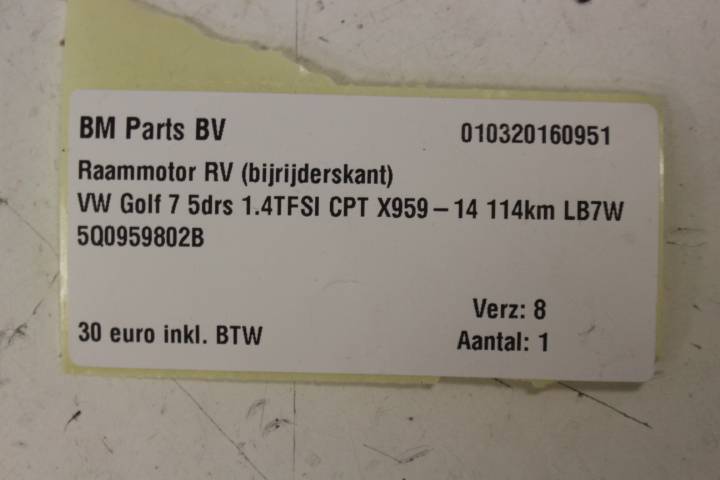 BM Parts BV 010320160951
Raammotor RV (bijrijderskant)
VW Golf 7 5drs 1.4TFSI CPT X959-14 114km LB7W
5Q0959802B
Verz: 8
30 euro inkl. BTW Aantal: 1